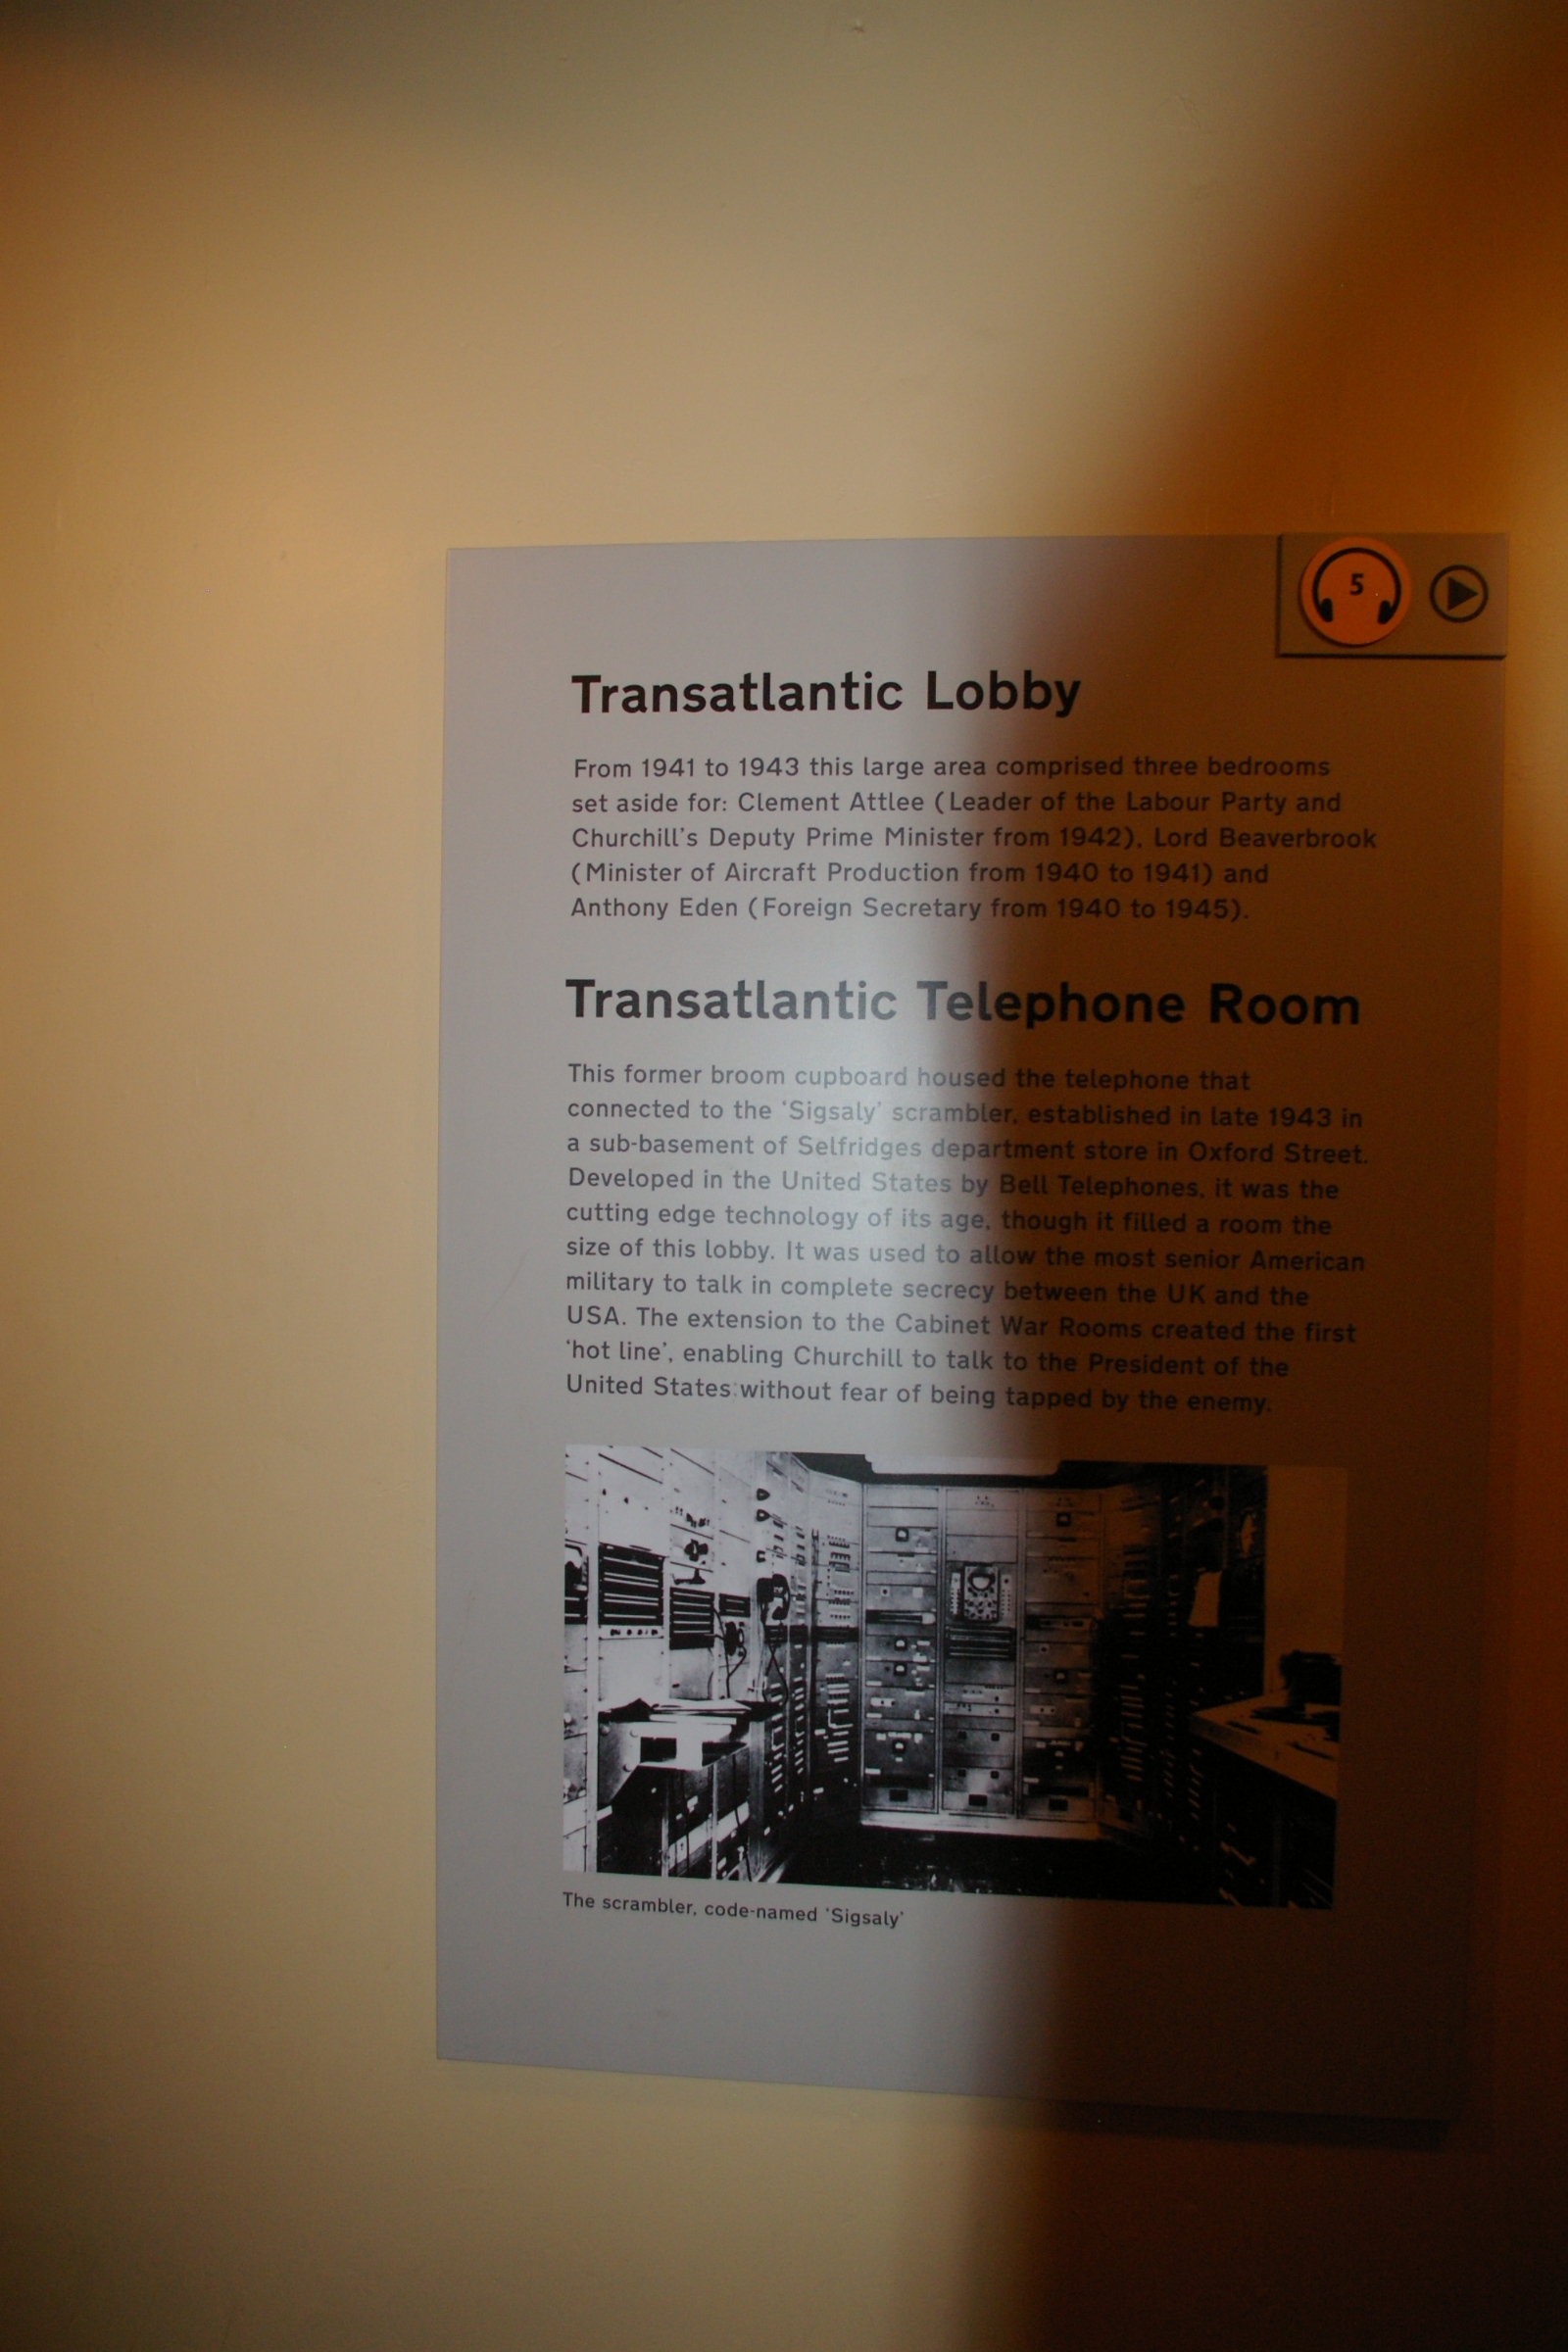 5
Transatlantic Lobby
From 1941 to 1943 this large area comprised three bedrooms
set aside for: Clement Attlee (Leader of the Labour Party and
Churchill's Deputy Prime Minister from 1942), Lord Beaverbrook
(Minister of Aircraft Production from 1940 to 1941) and
Anthony Eden (Foreign Secretary from 1940 to 1945).
Transatlantic Telephone Room
This former broom cupboard housed the telephone that
connected to the 'Sigsaly' scrambler, established in late 1943 in
a sub-basement of Selfridges department store in Oxford Street.
Developed in the United States by Bell Telephones, it was the
cutting edge technology of its age, though it filled a room the
size of this lobby. It was used to allow the most senior American
military to talk in complete secrecy between the UK and the
USA. The extension to the Cabinet War Rooms created the first
'hot line', enabling Churchill to talk to the President of the
United States without fear of being tapped by the enemy.
The scrambler, code-named 'Sigsaly'